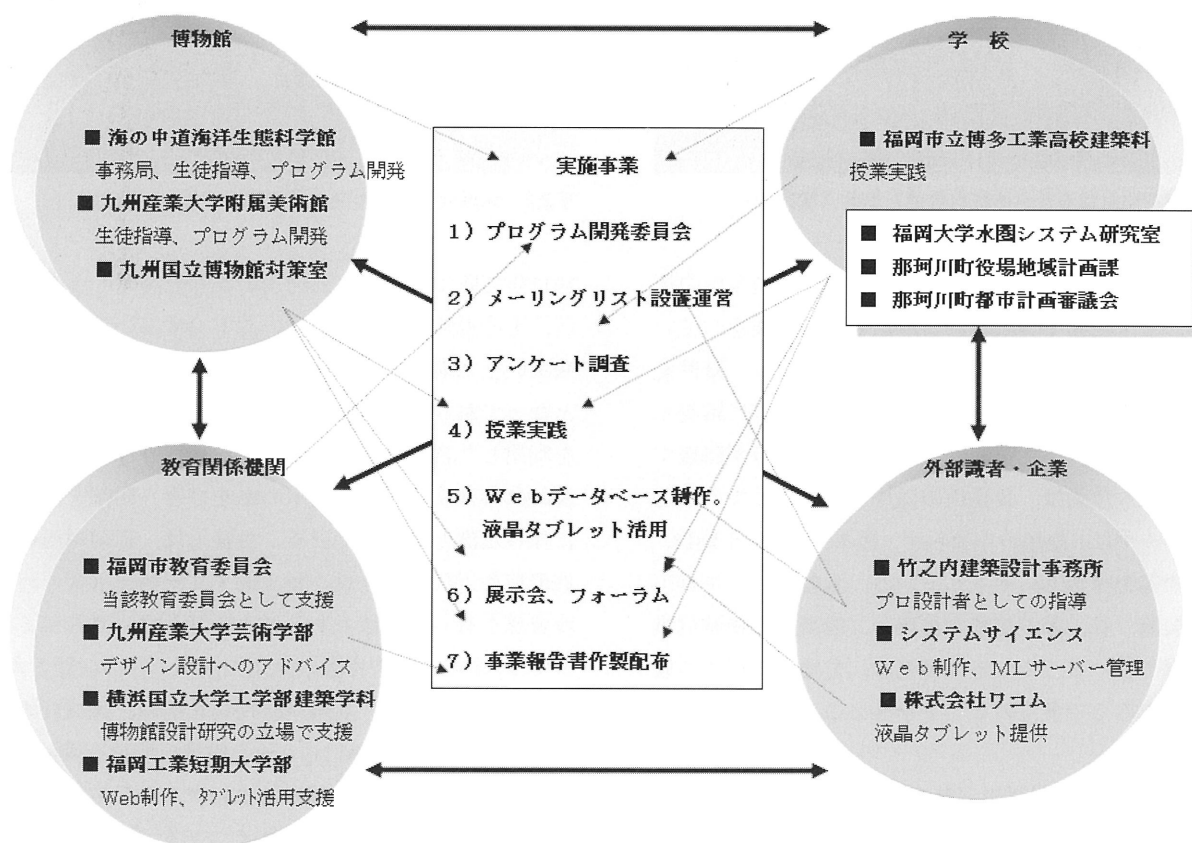 博物館
■ 海の中道海洋生態科学館
事務局、生徒指導、プログラム開発
■ 九州産業大学附属美術館
生徒指導、プログラム開発
■ 九州国立博物館対策室
学 校
■ 福岡市立博多工業高校建築科
授業実践
■ 福岡大学水圏システム研究室
■ 那珂川町役場地域計画課
■ 那珂川町都市計画審議会
実施事業
1）プログラム開発委員会
2）メーリングリスト設置運営
3）アンケート調査
4）授業実践
5）Ｗｅｂデータベース制作。
液晶タブレット活用
6）展示会、フォーラム
7）事業報告書作製配布
教育関係機関
■ 福岡市教育委員会
当該教育委員会として支援
■ 九州産業大学芸術学部
デザイン設計へのアドバイス
■ 横浜国立大学工学部建築学科
博物館設計研究の立場で支援
■ 福岡工業短期大学部
Web制作、ﾀﾌﾞﾚｯﾄ活用支援
外部識者・企業
■ 竹之内建築設計事務所
プロ設計者としての指導
■ システムサイエンス
Ｗｅｂ制作、ＭＬサーバー管理
■ 株式会社ワコム
液晶タブレット提供